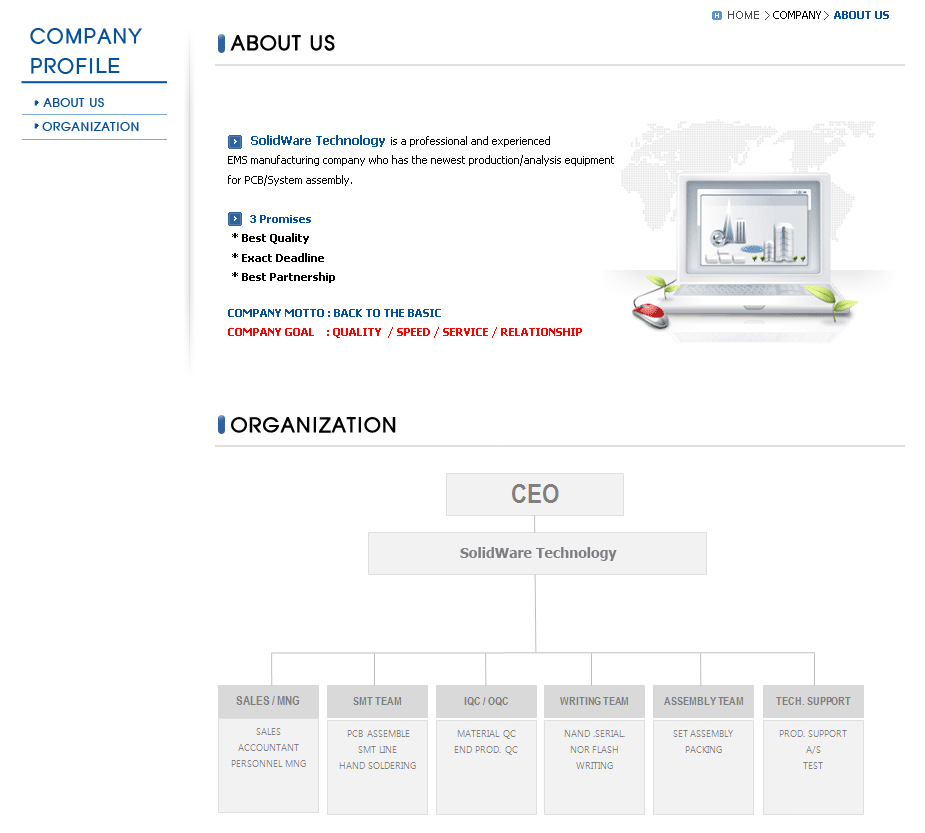 HOME > COMPANY > ABOUT US
COMPANY
PROFILE
ABOUT US
ORGANIZATION
ABOUT US
SolidWare Technology is a professional and experienced
EMS manufacturing company who has the newest production/analysis equipment
for PCB/System assembly.
3 Promises
* Best Quality
* Exact Deadline
* Best Partnership
COMPANY MOTTO : BACK TO THE BASIC
COMPANY GOAL : QUALITY / SPEED / SERVICE / RELATIONSHIP
ORGANIZATION
CEO
SolidWare Technology
SALES / MNG
SALES
ACCOUNTANT
PERSONNEL MNG
SMT TEAM
PCB ASSEMBLE
SMT LINE
HAND SOLDERING
IQC / OQC
MATERIAL QC
END PROD. QC
WRITING TEAM
NAND .SERIAL.
NOR FLASH
WRITING
ASSEMBLY TEAM
SET ASSEMBLY
PACKING
TECH. SUPPORT
PROD. SUPPORT
A/S
TEST